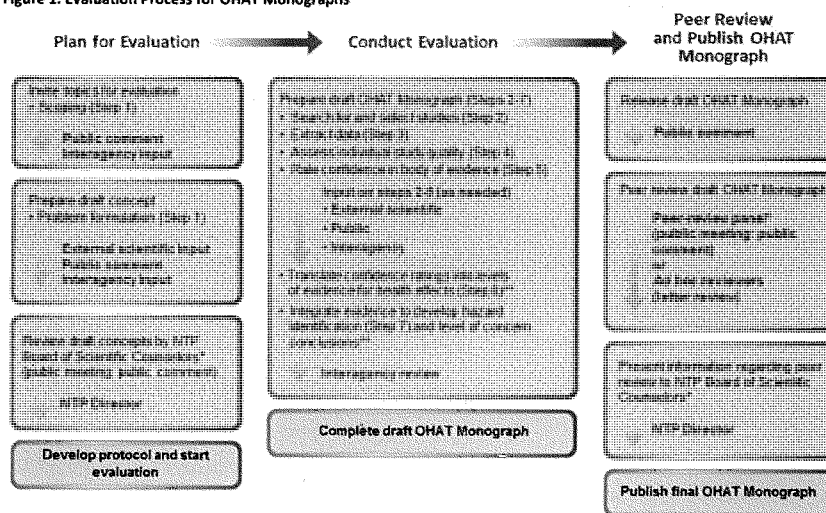 Figure 1. Evaluation Process for OHAT Monographs
Plan for Evaluation
Conduct Evaluation
Peer Review
and Publish OHAT
Monograph
Invite topics for evaluation
• Scoping (Step 1)
Public comment
Interagency input
Prepare draft concept
• Problem formulation (Step 1)
External scientific input
Public comment
Interagency input
Review draft concepts by NTP
Board of Scientific Counselors*
(public meeting: public comment)
NTP Director
Develop protocol and start
evaluation
Prepare draft OHAT Monograph (Steps 2-7)
• Search for and select studies (Step 2)
• Extract data (Step 3)
• Assess individual study quality (Step 4)
• Rate confidence in body of evidence (Step 5)
Input on steps 2-5 (as needed)
• External scientific
• Public
• Interagency
• Translate confidence ratings into levels
of evidence for health effects (Step 6)**
• Integrate evidence to develop hazard
identification (Step 7) and level of concern
conclusions**
Interagency review
Complete draft OHAT Monograph
Release draft OHAT Monograph
Public comment
Peer review draft OHAT Monograph
Peer-review panel*
(public meeting: public
comment)
or
Ad hoc reviewers
(letter review)
Present information regarding peer
review to NTP Board of Scientific
Counselors*
NTP Director
Publish final OHAT Monograph